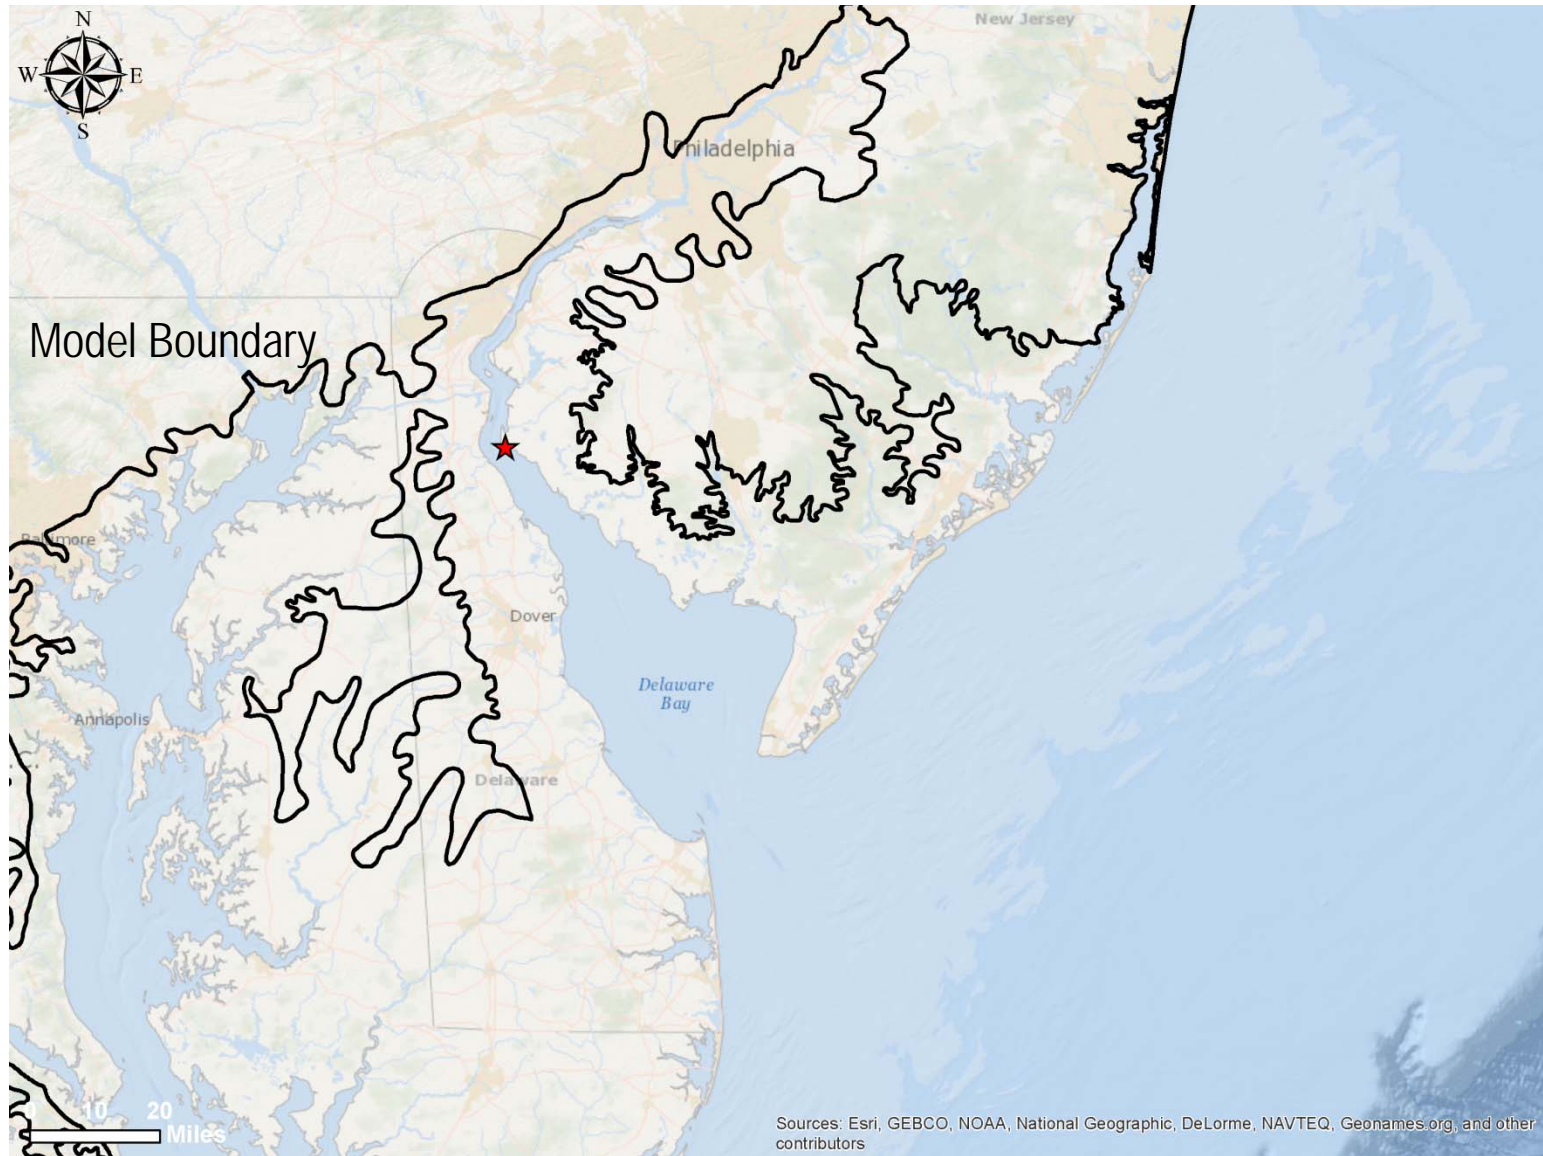 N
W E
S
New Jersey
Philadelphia
Model Boundary
Baltimore
Dover
Delaware
Bay
Annapolis
Delaware
0 10 20
Miles
Sources: Esri, GEBCO, NOAA, National Geographic, DeLorme, NAVTEQ, Geonames.org, and other
contributors